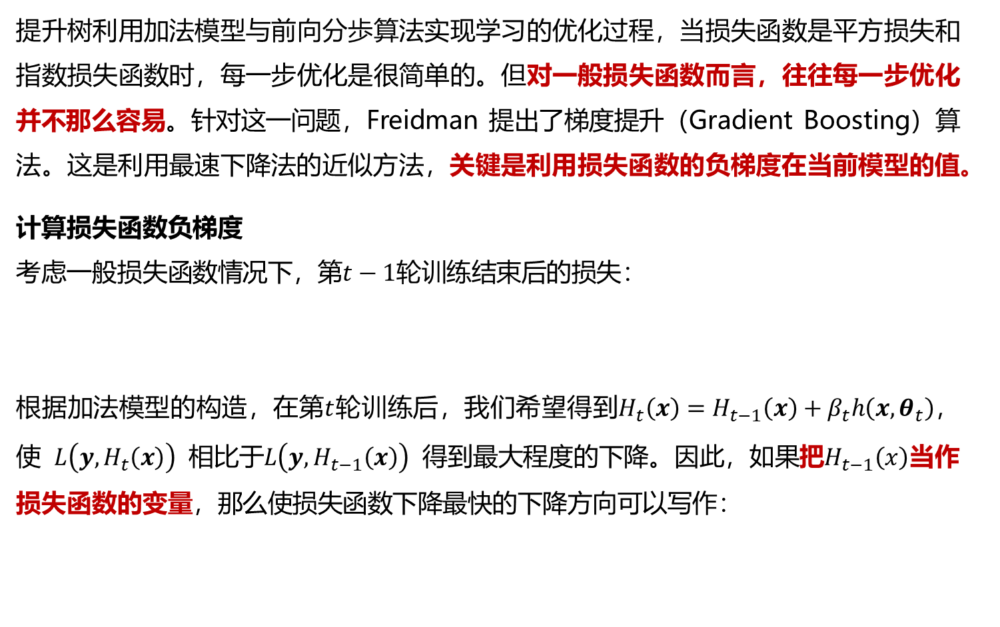 提升树利用加法模型与前向分步算法实现学习的优化过程，当损失函数是平方损失和
指数损失函数时，每一步优化是很简单的。但对一般损失函数而言，往往每一步优化
并不那么容易。针对这一问题，Freidman 提出了梯度提升（Gradient Boosting）算
法。这是利用最速下降法的近似方法，关键是利用损失函数的负梯度在当前模型的值。
计算损失函数负梯度
考虑一般损失函数情况下，第$t-1$轮训练结束后的损失：
根据加法模型的构造，在第$t$轮训练后，我们希望得到$H_t(\boldsymbol{x}) = H_{t-1}(\boldsymbol{x}) + \beta_t h(\boldsymbol{x}, \boldsymbol{\theta}_t)$，
使 $L(\boldsymbol{y}, H_t(\boldsymbol{x}))$ 相比于$L(\boldsymbol{y}, H_{t-1}(\boldsymbol{x}))$ 得到最大程度的下降。因此，如果把$H_{t-1}(x)$当作
损失函数的变量，那么使损失函数下降最快的下降方向可以写作：